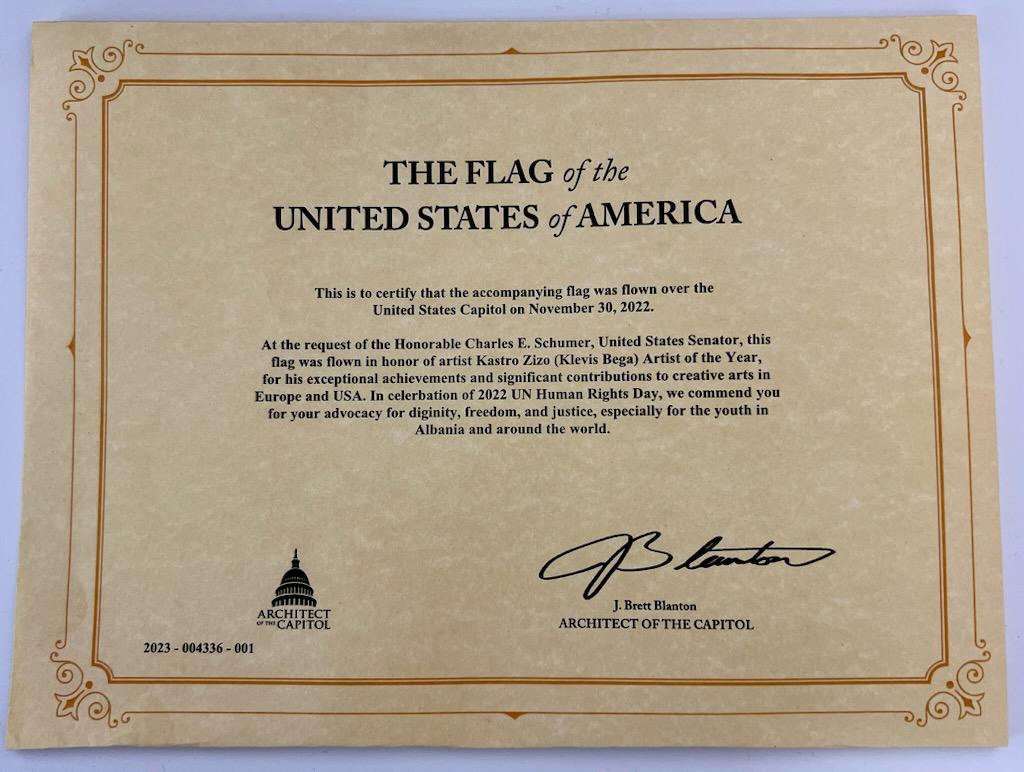 THE FLAG of the
UNITED STATES of AMERICA
This is to certify that the accompanying flag was flown over the
United States Capitol on November 30, 2022.
At the request of the Honorable Charles E. Schumer, United States Senator, this
flag was flown in honor of artist Kastro Zizo (Klevis Bega) Artist of the Year,
for his exceptional achievements and significant contributions to creative arts in
Europe and USA. In celerbation of 2022 UN Human Rights Day, we commend you
for your advocacy for diginity, freedom, and justice, especially for the youth in
Albania and around the world.
JB Lanton
J. Brett Blanton
ARCHITECT OF THE CAPITOL
ARCHITECT
OF THE CAPITOL
2023 - 004336 - 001